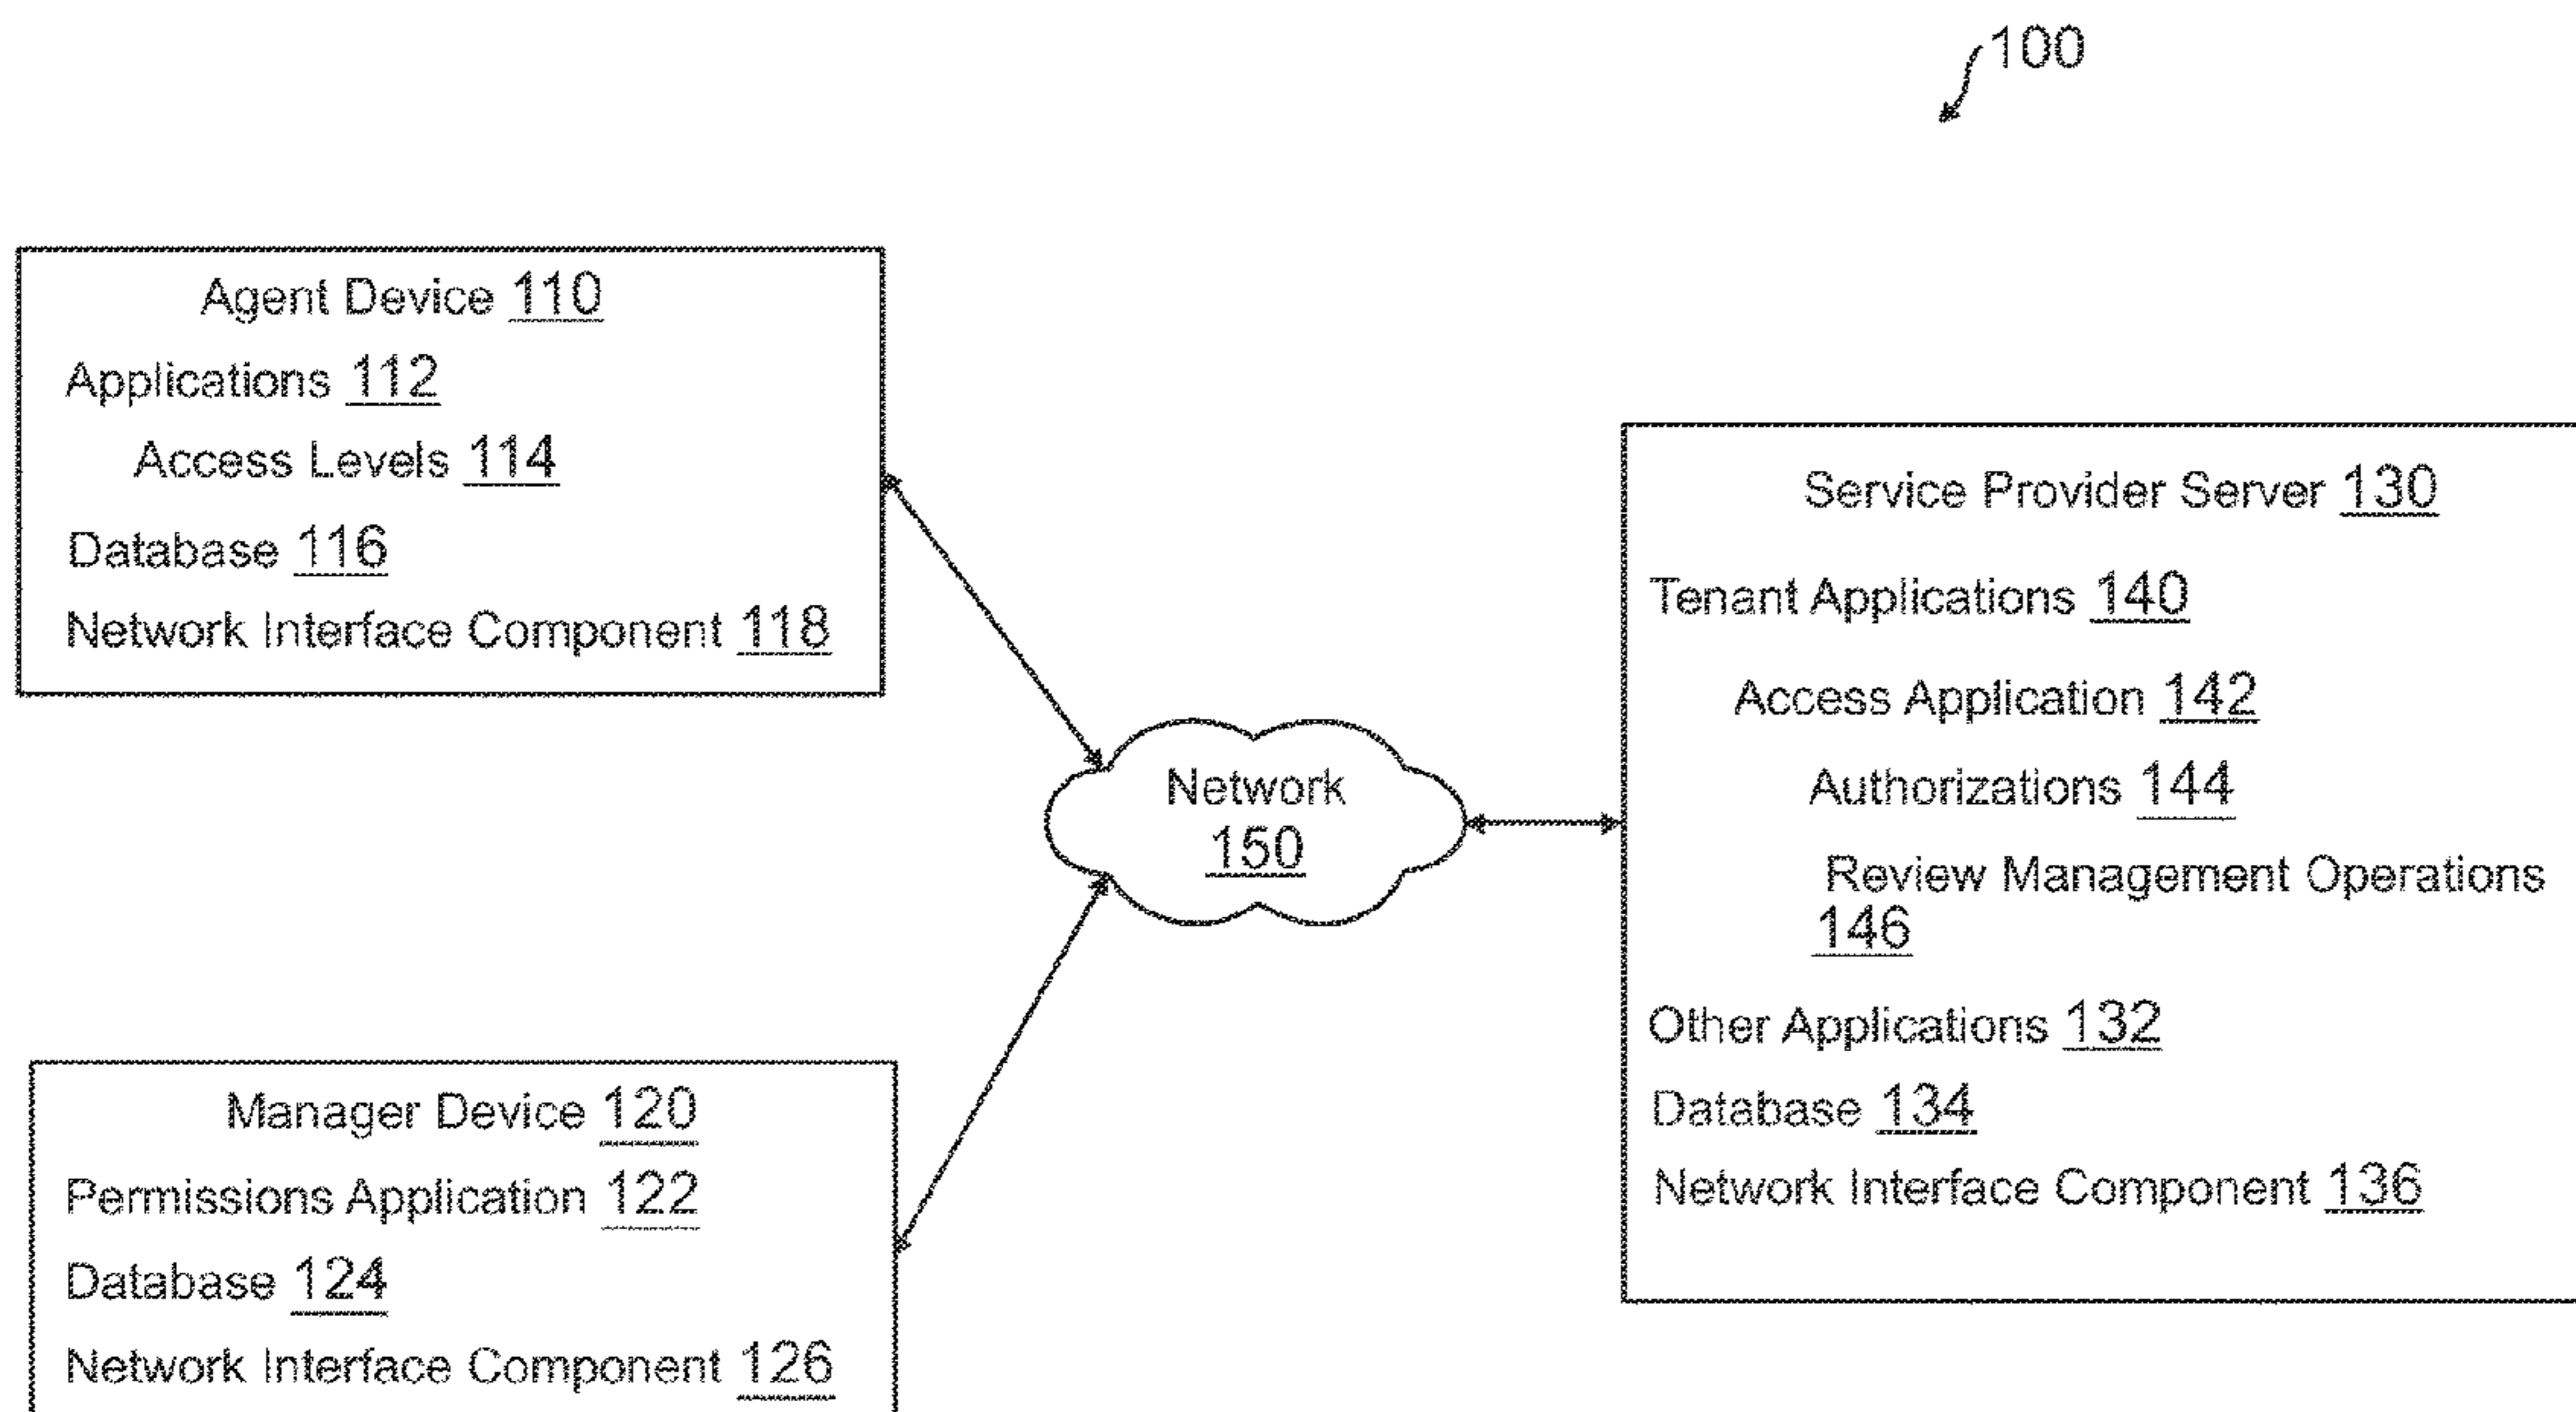 100
Agent Device 110
Applications 112
Access Levels 114
Database 116
Network Interface Component 118
Network
150
Service Provider Server 130
Tenant Applications 140
Access Application 142
Authorizations 144
Review Management Operations
146
Other Applications 132
Database 134
Network Interface Component 136
Manager Device 120
Permissions Application 122
Database 124
Network Interface Component 126